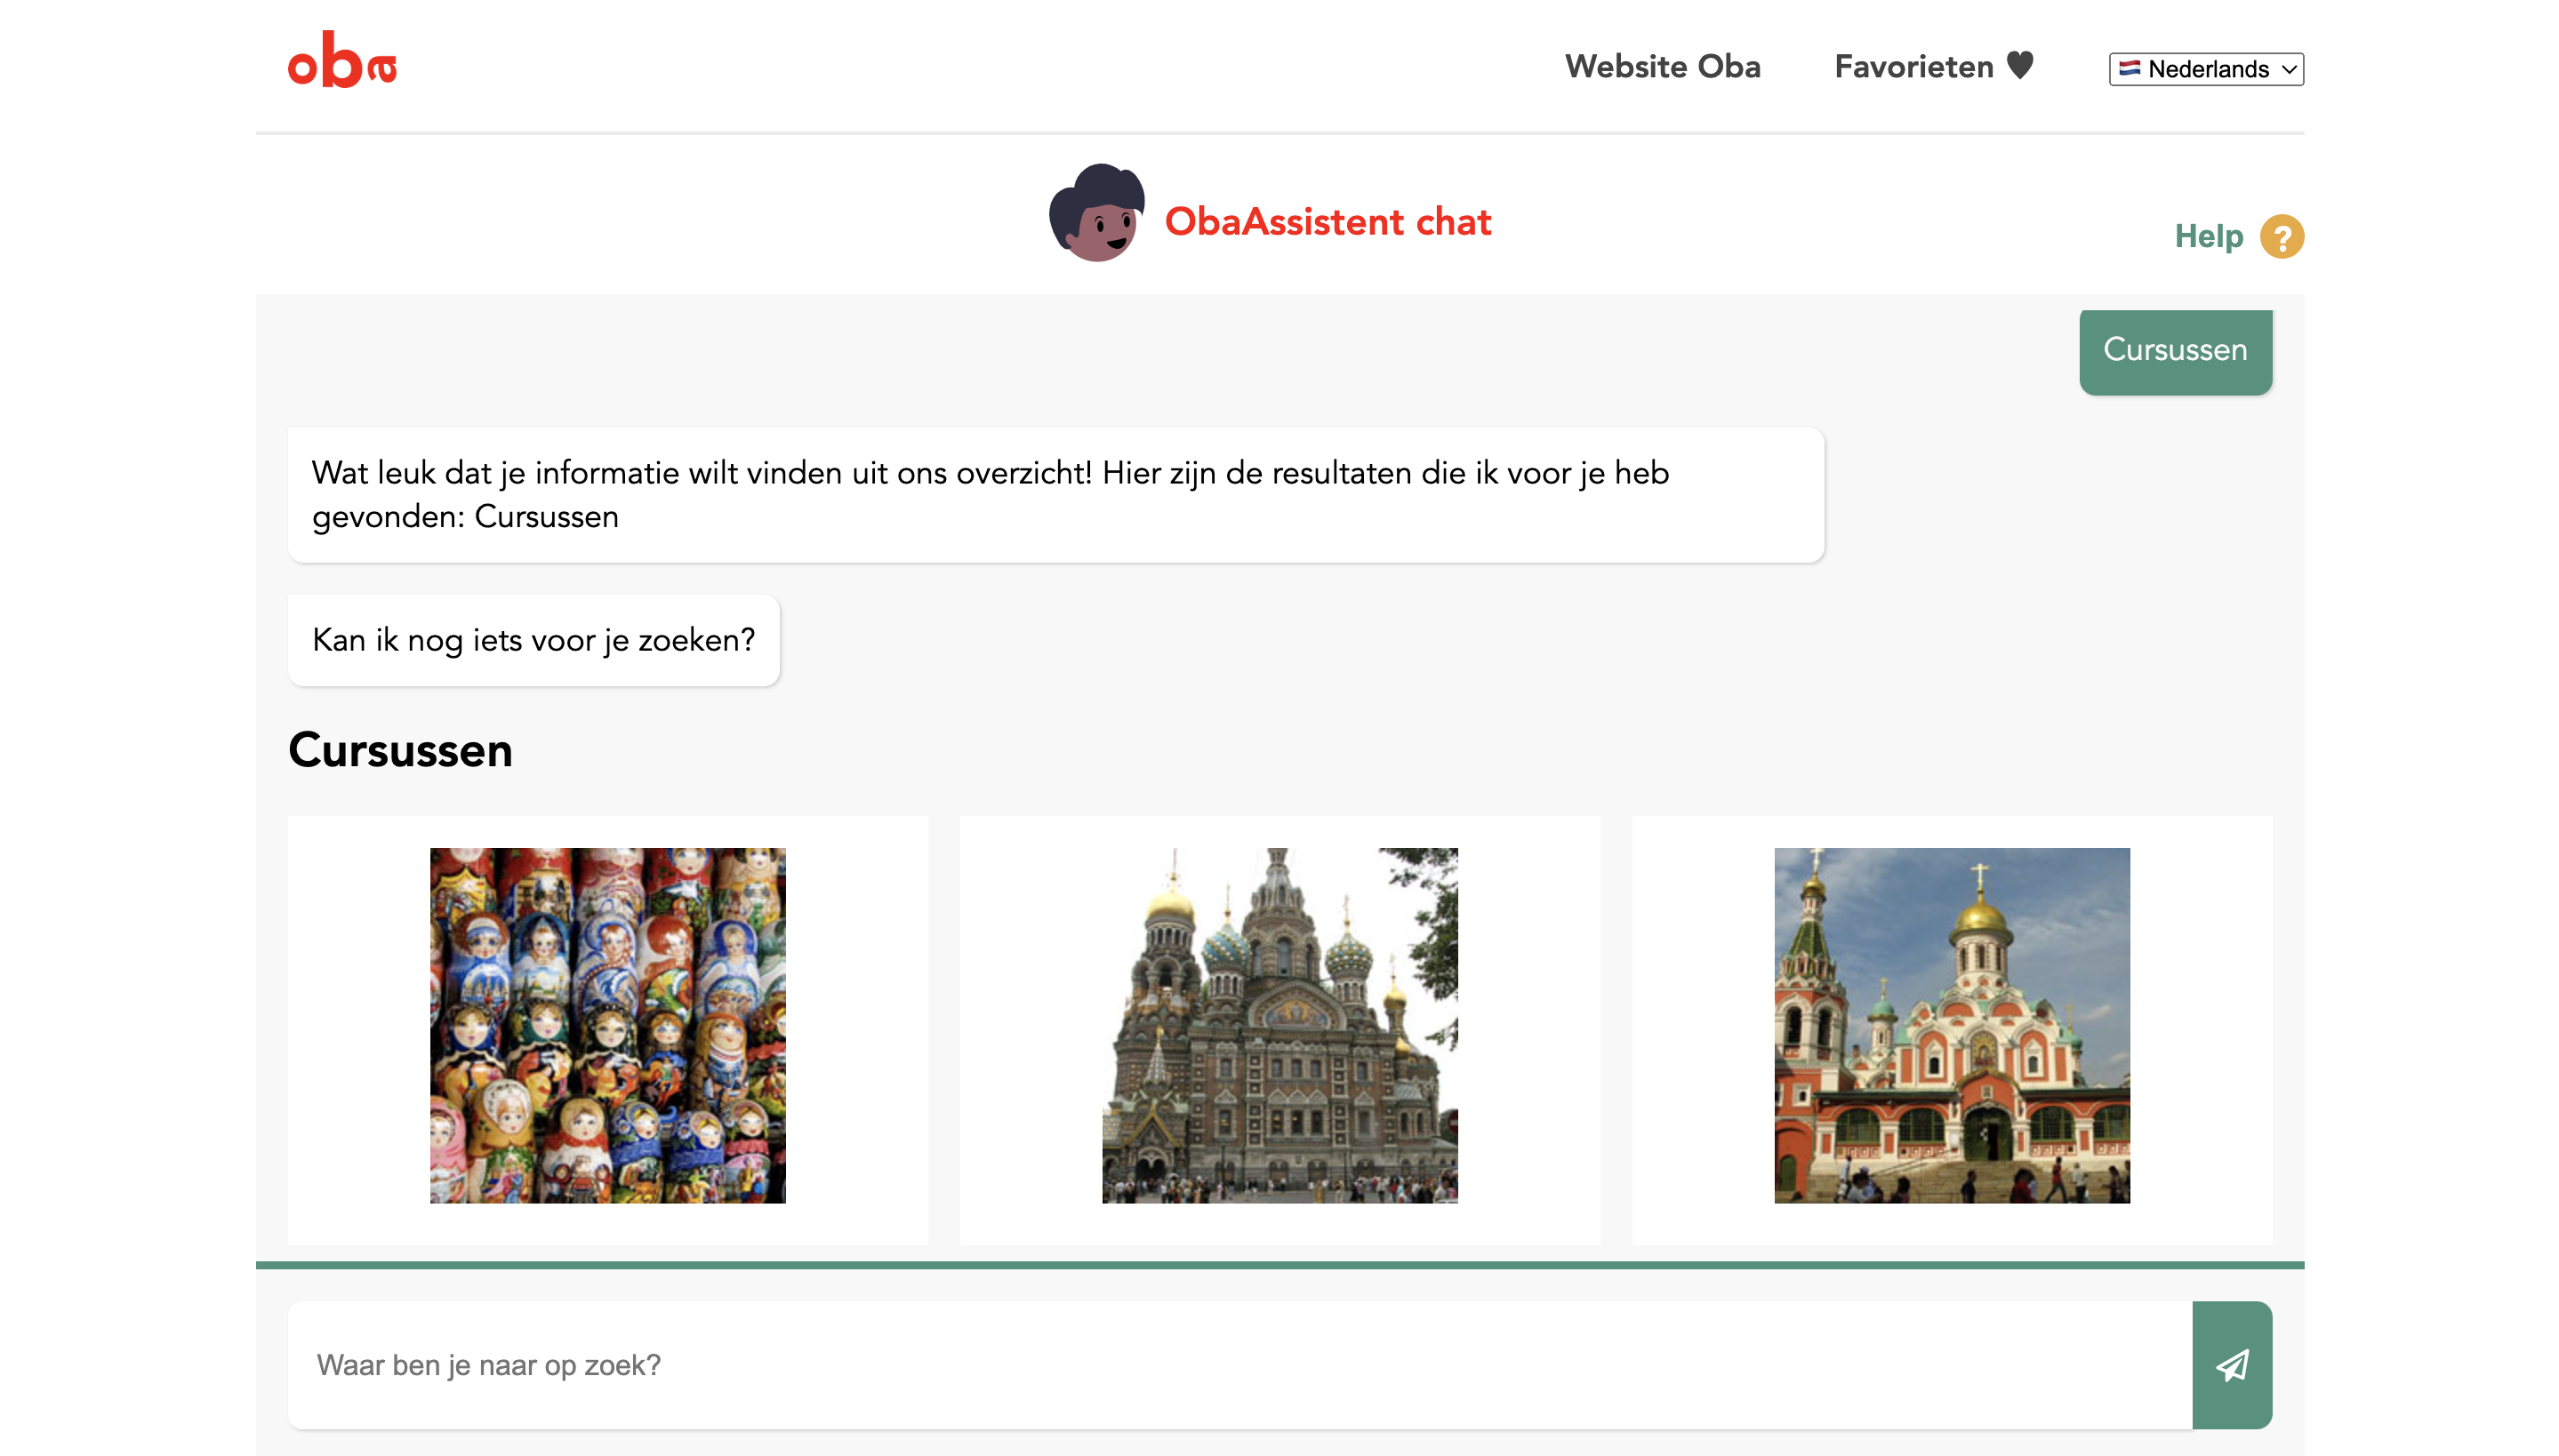 oba
Website Oba
Favorieten
Nederlands
ObaAssistent chat
Help ?
Cursussen
Wat leuk dat je informatie wilt vinden uit ons overzicht! Hier zijn de resultaten die ik voor je heb
gevonden: Cursussen
Kan ik nog iets voor je zoeken?
Cursussen
Waar ben je naar op zoek?